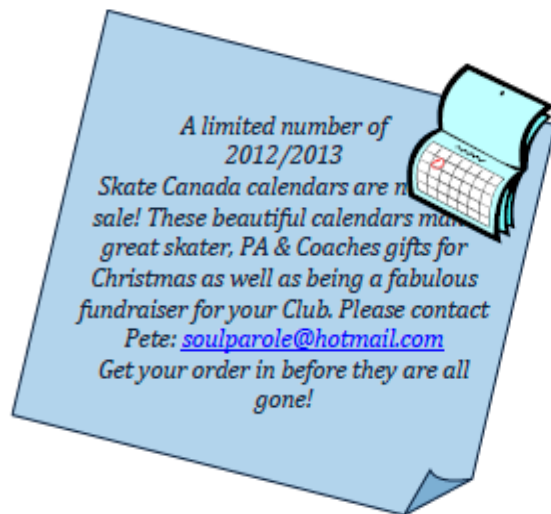 A limited number of
2012/2013
Skate Canada calendars are
sale! These beautiful calendars
great skater, PA & Coaches gifts for
Christmas as well as being a fabulous
fundraiser for your Club. Please contact
Pete: soulparole@hotmail.com
Get your order in before they are all
gone!